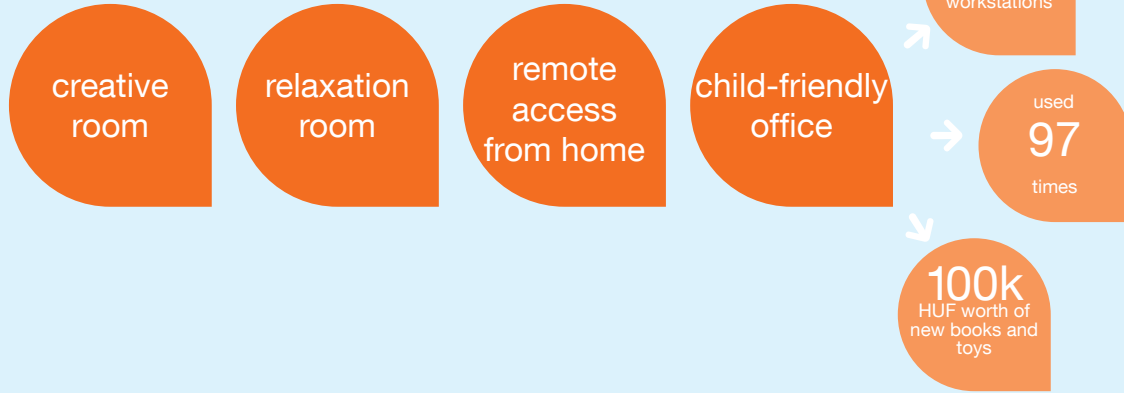 creative
room
relaxation
room
remote
access
from home
child-friendly
office
workstations
used
97
times
100k
HUF worth of
new books and
toys